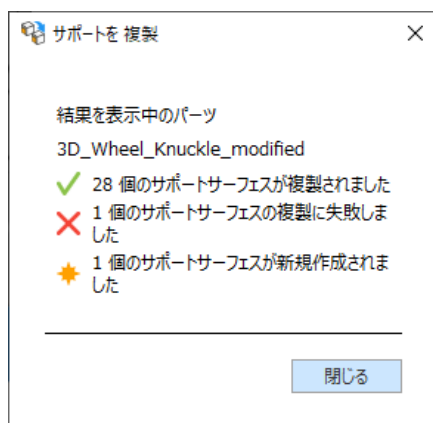 サポートを 複製
結果を表示中のパーツ
3D_Wheel_Knuckle_modified
28 個のサポートサーフェスが複製されました
1 個のサポートサーフェスの複製に失敗しま
した
1 個のサポートサーフェスが新規作成されま
した
閉じる